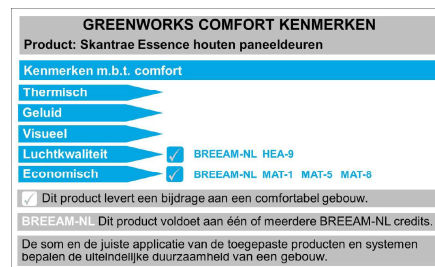 GREENWORKS COMFORT KENMERKEN
Product: Skantrae Essence houten paneeldeuren
Kenmerken m.b.t. comfort
Thermisch
Geluid
Visueel
Luchtkwaliteit BREEAM-NL HEA-9
Economisch BREEAM-NL MAT-1 MAT-5 MAT-8
Dit product levert een bijdrage aan een comfortabel gebouw.
BREEAM-NL Dit product voldoet aan één of meerdere BREEAM-NL credits.
De som en de juiste applicatie van de toegepaste producten en systemen
bepalen de uiteindelijke duurzaamheid van een gebouw.